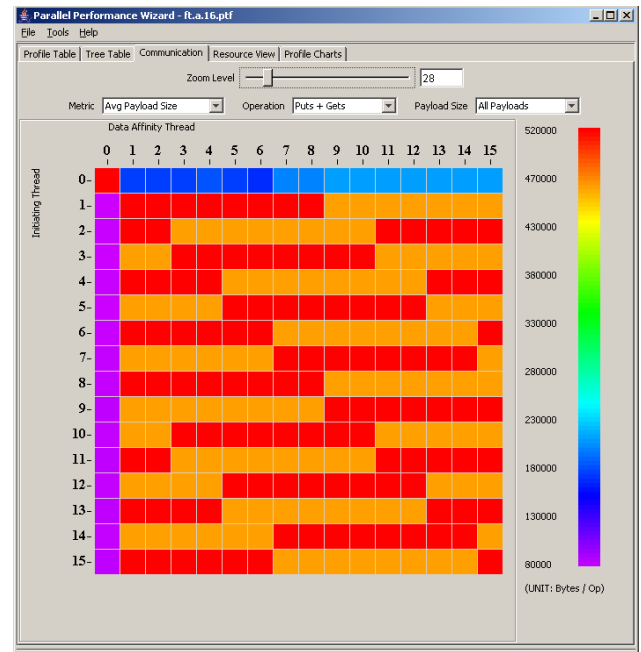 Parallel Performance Wizard - ft.a.16.ptf
File Tools Help
Profile Table Tree Table Communication Resource View Profile Charts
Zoom Level 28
Metric Avg Payload Size Operation Puts + Gets Payload Size All Payloads
Data Affinity Thread
0 1 2 3 4 5 6 7 8 9 10 11 12 13 14 15
Initiating Thread
0-
1-
2-
3-
4-
5-
6-
7-
8-
9-
10-
11-
12-
13-
14-
15-
520000
470000
430000
380000
330000
280000
230000
180000
130000
80000
(UNIT: Bytes / Op)